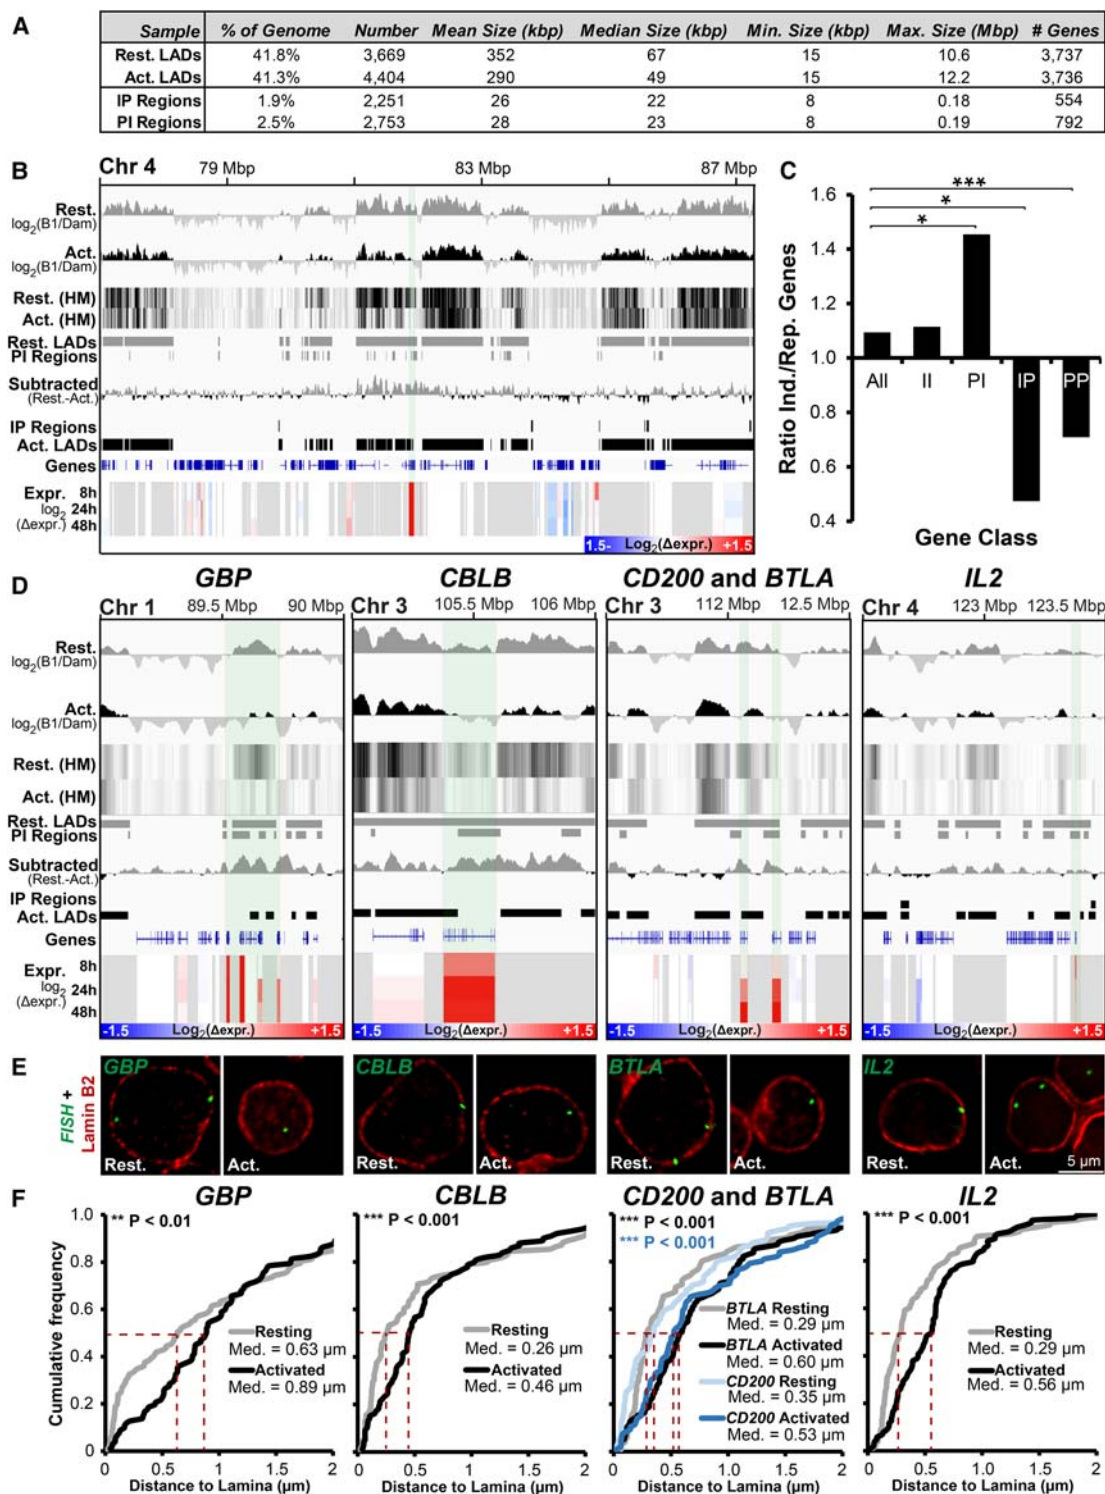 A
Sample % of Genome Number Mean Size (kbp) Median Size (kbp) Min. Size (kbp) Max. Size (Mbp) # Genes
Rest. LADs 41.8% 3,669 352 67 15 10.6 3,737
Act. LADs 41.3% 4,404 290 49 15 12.2 3,736
IP Regions 1.9% 2,251 26 22 8 0.18 554
PI Regions 2.5% 2,753 28 23 8 0.19 792
B Chr 4 79 Mbp 83 Mbp 87 Mbp
Rest.
log2(B1/Dam)
Act.
log2(B1/Dam)
Rest. (HM)
Act. (HM)
Rest. LADs
PI Regions
Subtracted
(Rest.-Act.)
IP Regions
Act. LADs
Genes
Expr. 8h
log2 24h
(Δexpr.) 48h
1.5- Log2(Δexpr.) +1.5
C
Ratio Ind./Rep. Genes
1.6
1.4
1.2
1.0
0.8
0.6
0.4
***
*
*
All II PI IP PP
Gene Class
D
GBP CBLB CD200 and BTLA IL2
Chr 1 89.5 Mbp 90 Mbp Chr 3 105.5 Mbp 106 Mbp Chr 3 112 Mbp 12.5 Mbp Chr 4 123 Mbp 123.5 Mbp
Rest.
log2(B1/Dam)
Act.
log2(B1/Dam)
Rest. (HM)
Act. (HM)
Rest. LADs
PI Regions
Subtracted
(Rest.-Act.)
IP Regions
Act. LADs
Genes
Expr. 8h
log2 24h
(Δexpr.) 48h
-1.5 Log2(Δexpr.) +1.5 -1.5 Log2(Δexpr.) +1.5 -1.5 Log2(Δexpr.) +1.5 -1.5 Log2(Δexpr.) +1.5
E
FISH +
Lamin B2
GBP CBLB BTLA IL2
Rest. Act. Rest. Act. Rest. Act. Rest. Act.
5 µm
F
GBP CBLB CD200 and BTLA IL2
Cumulative frequency
1.0
0.8
0.6
0.4
0.2
0
** P < 0.01
Resting
Med. = 0.63 µm
Activated
Med. = 0.89 µm
0 0.5 1 1.5 2
Distance to Lamina (µm)
*** P < 0.001
Resting
Med. = 0.26 µm
Activated
Med. = 0.46 µm
0 0.5 1 1.5 2
Distance to Lamina (µm)
*** P < 0.001
*** P < 0.001
BTLA Resting
Med. = 0.29 µm
BTLA Activated
Med. = 0.60 µm
CD200 Resting
Med. = 0.35 µm
CD200 Activated
Med. = 0.53 µm
0 0.5 1 1.5 2
Distance to Lamina (µm)
*** P < 0.001
Resting
Med. = 0.29 µm
Activated
Med. = 0.56 µm
0 0.5 1 1.5 2
Distance to Lamina (µm)